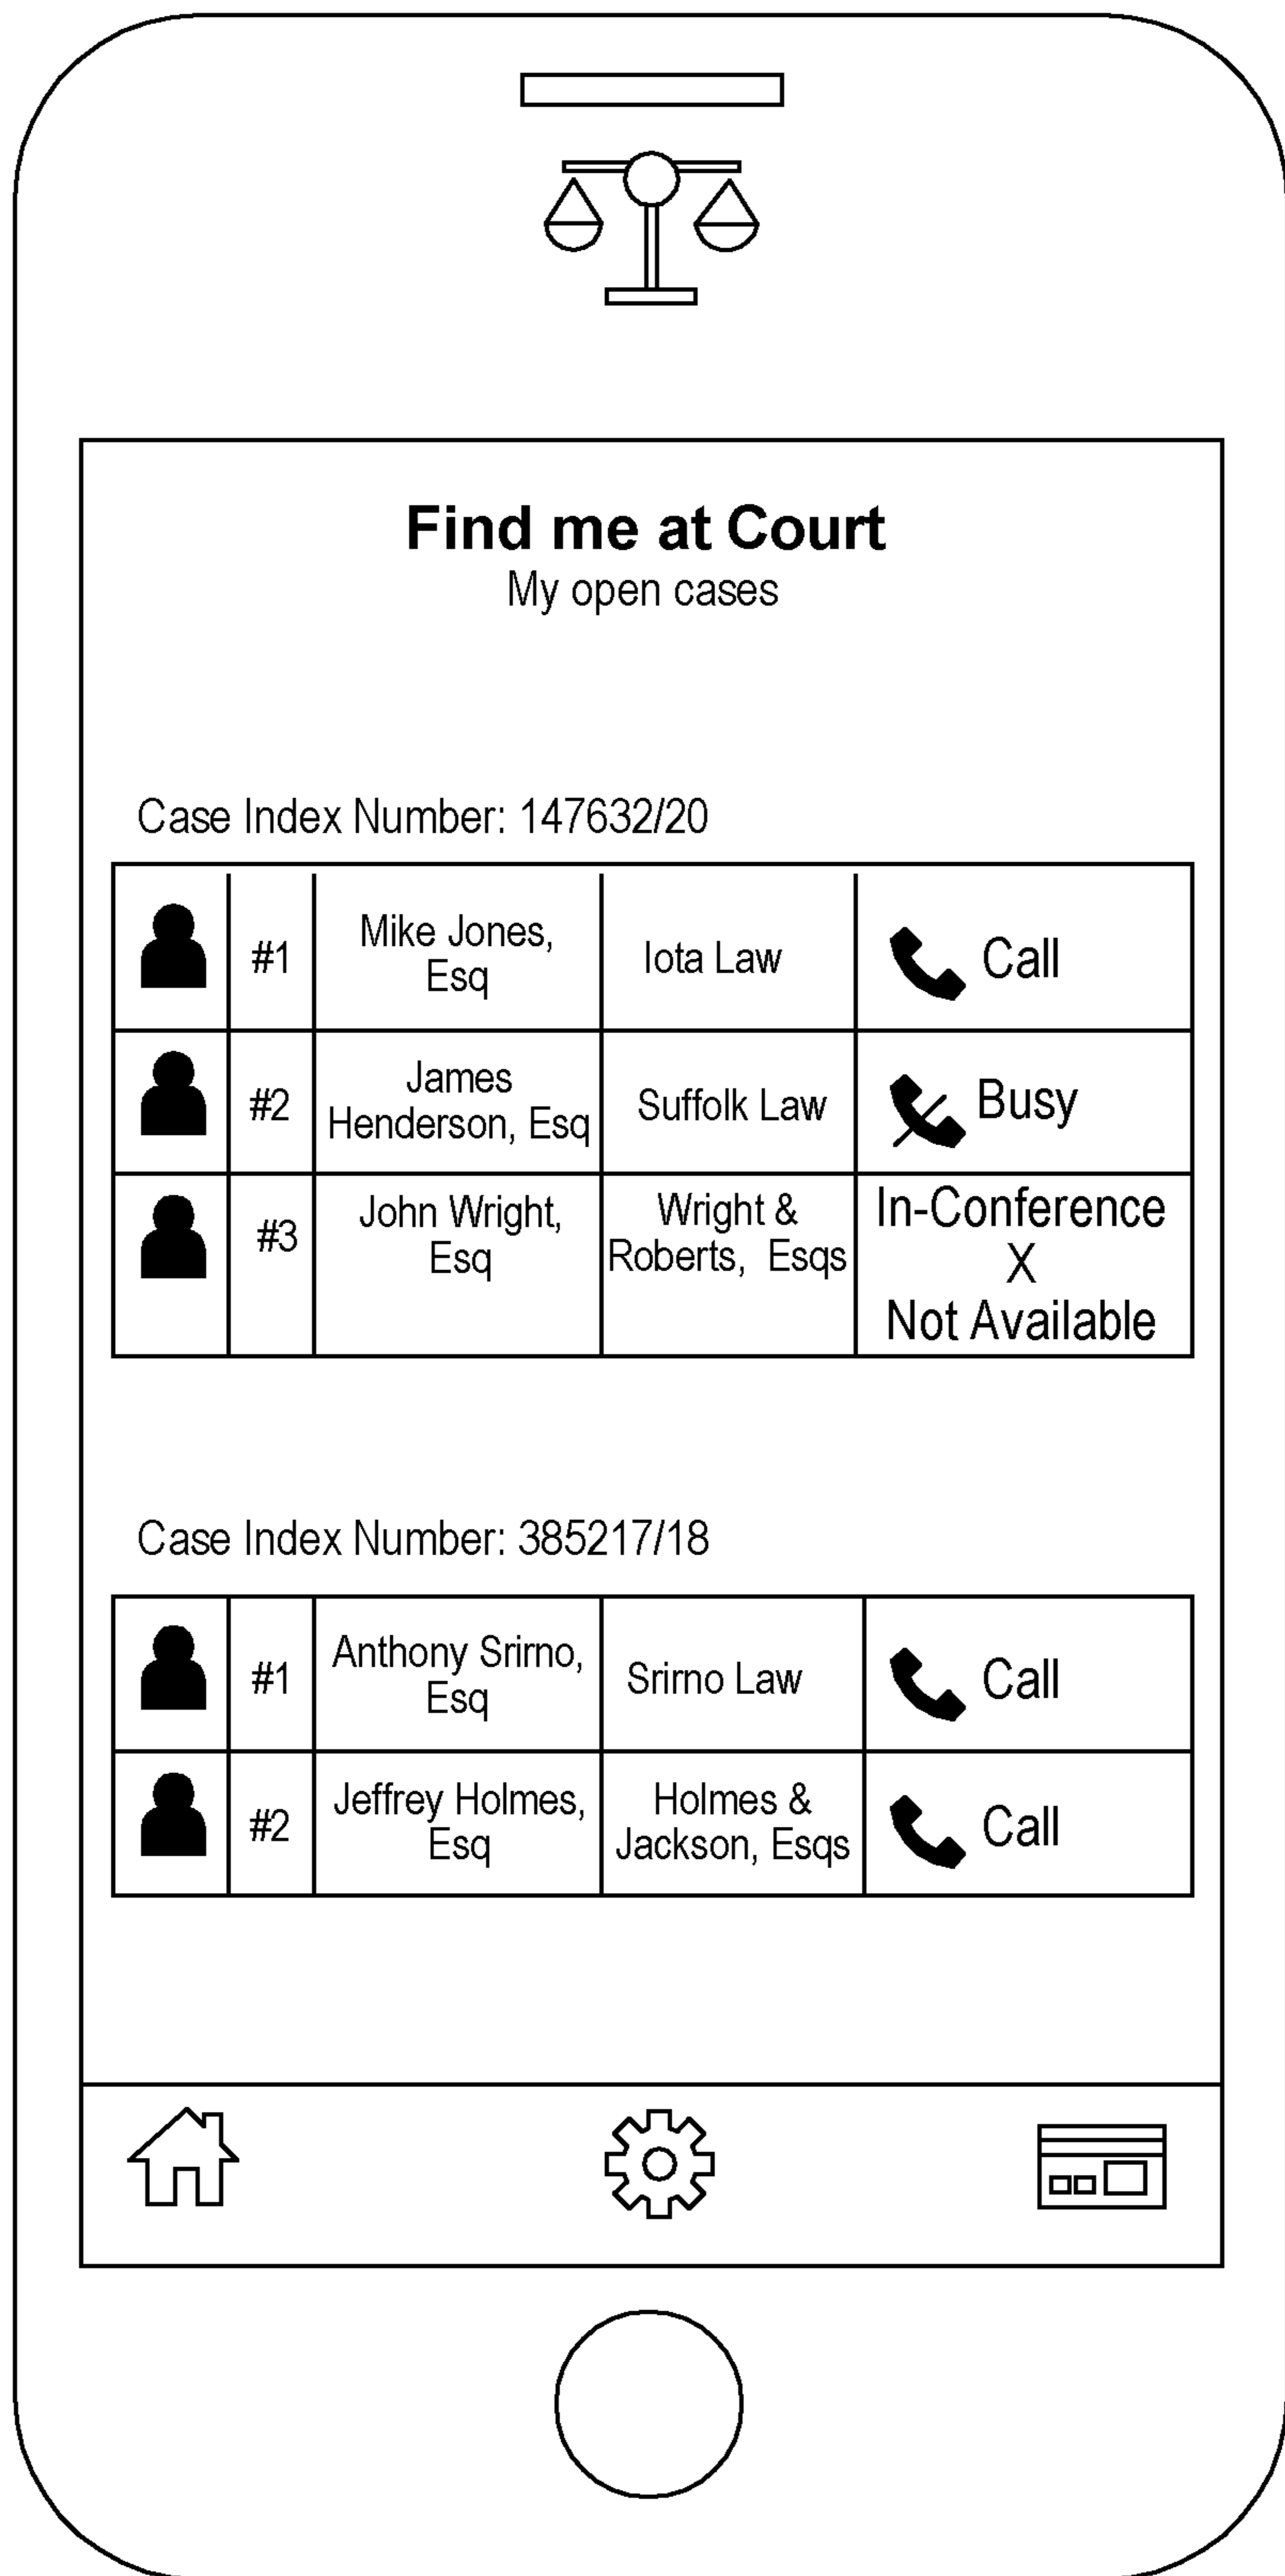 Find me at Court
My open cases
Case Index Number: 147632/20
#1
Mike Jones,
Esq
Iota Law
Call
#2
James
Henderson, Esq
Suffolk Law
Busy
#3
John Wright,
Esq
Wright &
Roberts, Esqs
In-Conference
X
Not Available
Case Index Number: 385217/18
#1
Anthony Srirno,
Esq
Srirno Law
Call
#2
Jeffrey Holmes,
Esq
Holmes &
Jackson, Esqs
Call